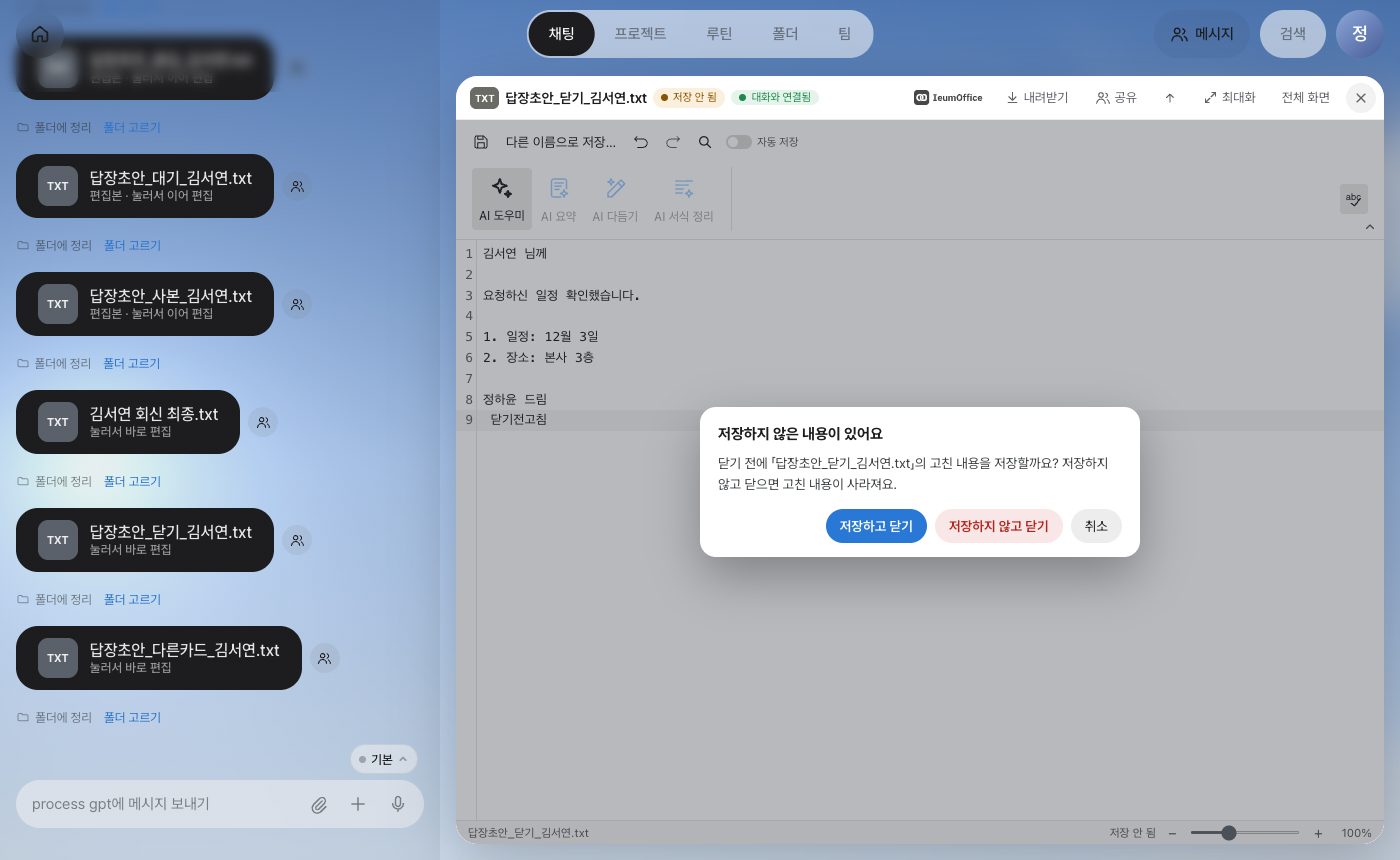 채팅 프로젝트 루틴 폴더 팀
메시지 검색 정
TXT
폴더에 정리 폴더 고르기
TXT 답장초안_대기_김서연.txt
편집본 · 눌러서 이어 편집
폴더에 정리 폴더 고르기
TXT 답장초안_사본_김서연.txt
편집본 · 눌러서 이어 편집
폴더에 정리 폴더 고르기
TXT 김서연 회신 최종.txt
눌러서 바로 편집
폴더에 정리 폴더 고르기
TXT 답장초안_닫기_김서연.txt
눌러서 바로 편집
폴더에 정리 폴더 고르기
TXT 답장초안_다른카드_김서연.txt
눌러서 바로 편집
폴더에 정리 폴더 고르기
기본
process gpt에 메시지 보내기
TXT 답장초안_닫기_김서연.txt 저장 안 됨 대화와 연결됨 IeumOffice 내려받기 공유 최대화 전체 화면
다른 이름으로 저장... 자동 저장
AI 도우미 AI 요약 AI 다듬기 AI 서식 정리 abc
1 김서연 님께
2
3 요청하신 일정 확인했습니다.
4
5 1. 일정: 12월 3일
6 2. 장소: 본사 3층
7
8 정하윤 드림
9 닫기전고침
저장하지 않은 내용이 있어요
닫기 전에 「답장초안_닫기_김서연.txt」의 고친 내용을 저장할까요? 저장하지
않고 닫으면 고친 내용이 사라져요.
저장하고 닫기 저장하지 않고 닫기 취소
답장초안_닫기_김서연.txt 저장 안 됨 − + 100%